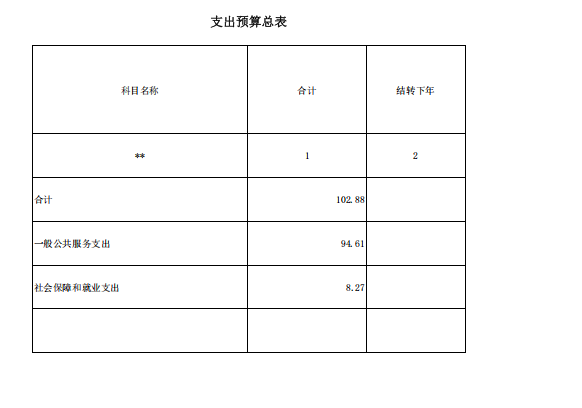 支出预算总表
科目名称 合计 结转下年
** 1 2
合计 102.88
一般公共服务支出 94.61
社会保障和就业支出 8.27